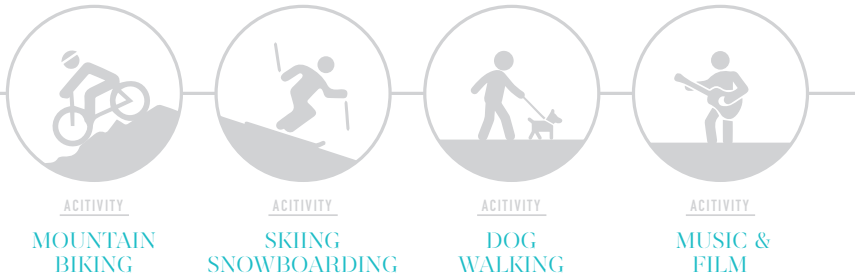 ACITIVITY
MOUNTAIN
BIKING
ACITIVITY
SKIING
SNOWBOARDING
ACITIVITY
DOG
WALKING
ACITIVITY
MUSIC &
FILM